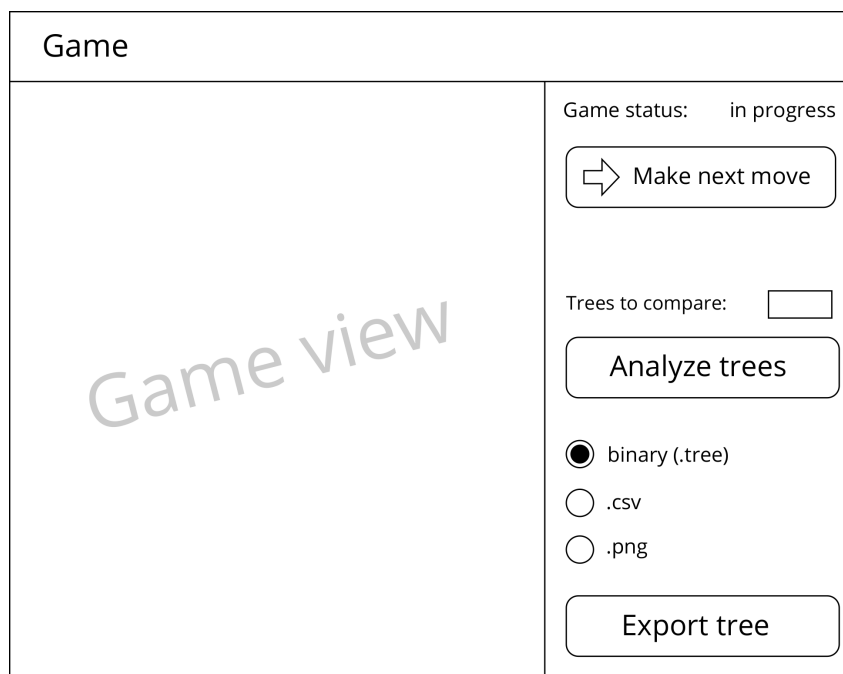 Game
Game status: in progress
Make next move
Game view
Trees to compare:
Analyze trees
binary (.tree)
.csv
.png
Export tree